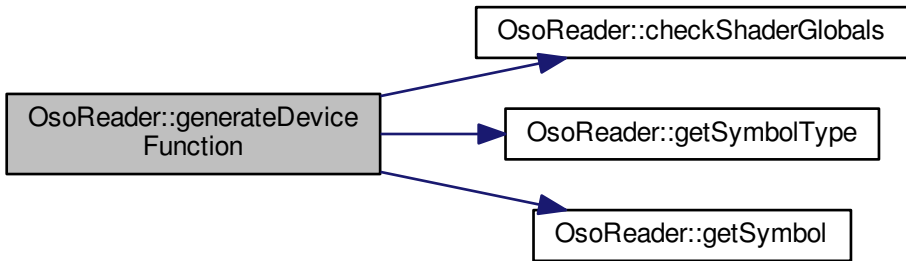 OsoReader::checkShaderGlobals
OsoReader::generateDevice
Function
OsoReader::getSymbolType
OsoReader::getSymbol